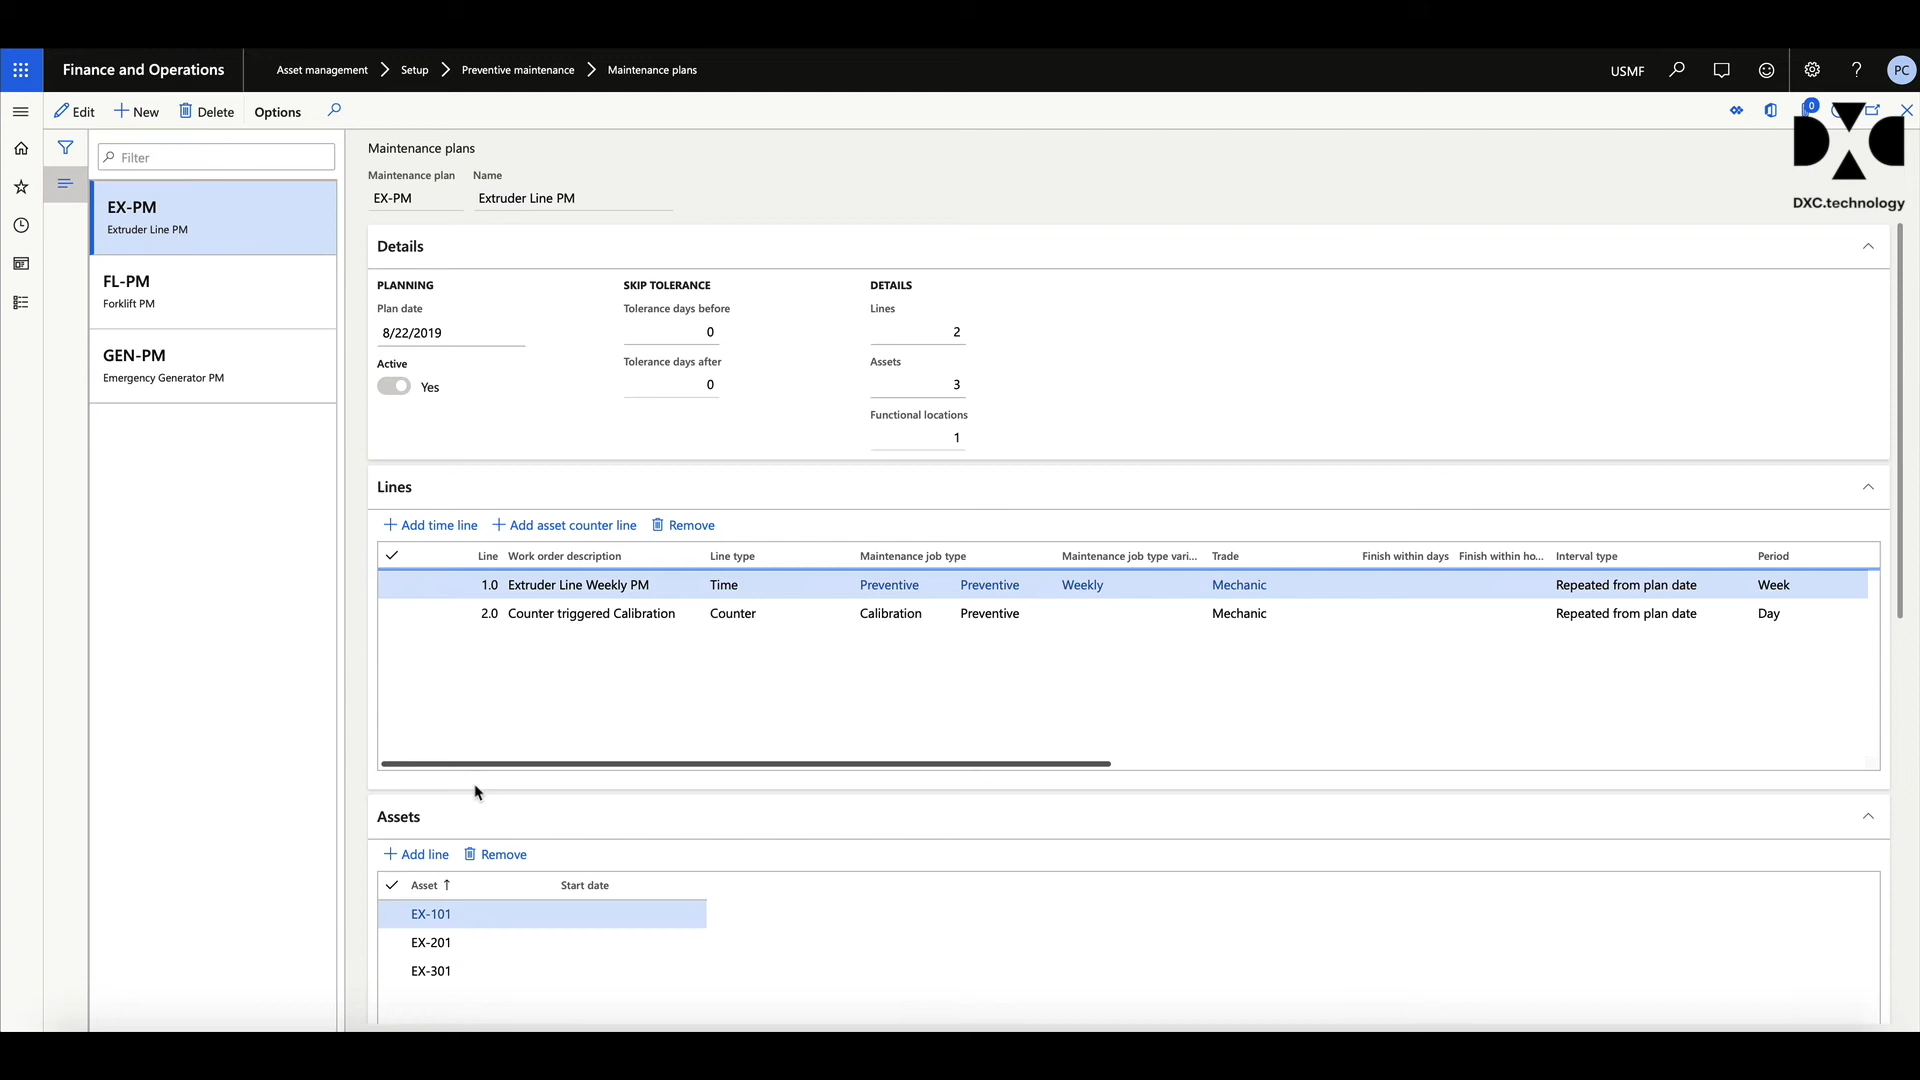 Finance and Operations
Asset management
Setup
Preventive maintenance
Maintenance plans
USMF
PC
Edit
New
Delete
Options
0
DXC.technology
Filter
EX-PM
Extruder Line PM
FL-PM
Forklift PM
GEN-PM
Emergency Generator PM
Maintenance plans
Maintenance plan Name
EX-PM Extruder Line PM
Details
PLANNING SKIP TOLERANCE DETAILS
Plan date Tolerance days before Lines
8/22/2019 0 2
Active Tolerance days after Assets
Yes 0 3
Functional locations
1
Lines
Add time line Add asset counter line Remove
Line Work order description Line type Maintenance job type Maintenance job type vari... Trade Finish within days Finish within ho... Interval type Period
1.0 Extruder Line Weekly PM Time Preventive Preventive Weekly Mechanic Repeated from plan date Week
2.0 Counter triggered Calibration Counter Calibration Preventive Mechanic Repeated from plan date Day
Assets
Add line Remove
Asset Start date
EX-101
EX-201
EX-301